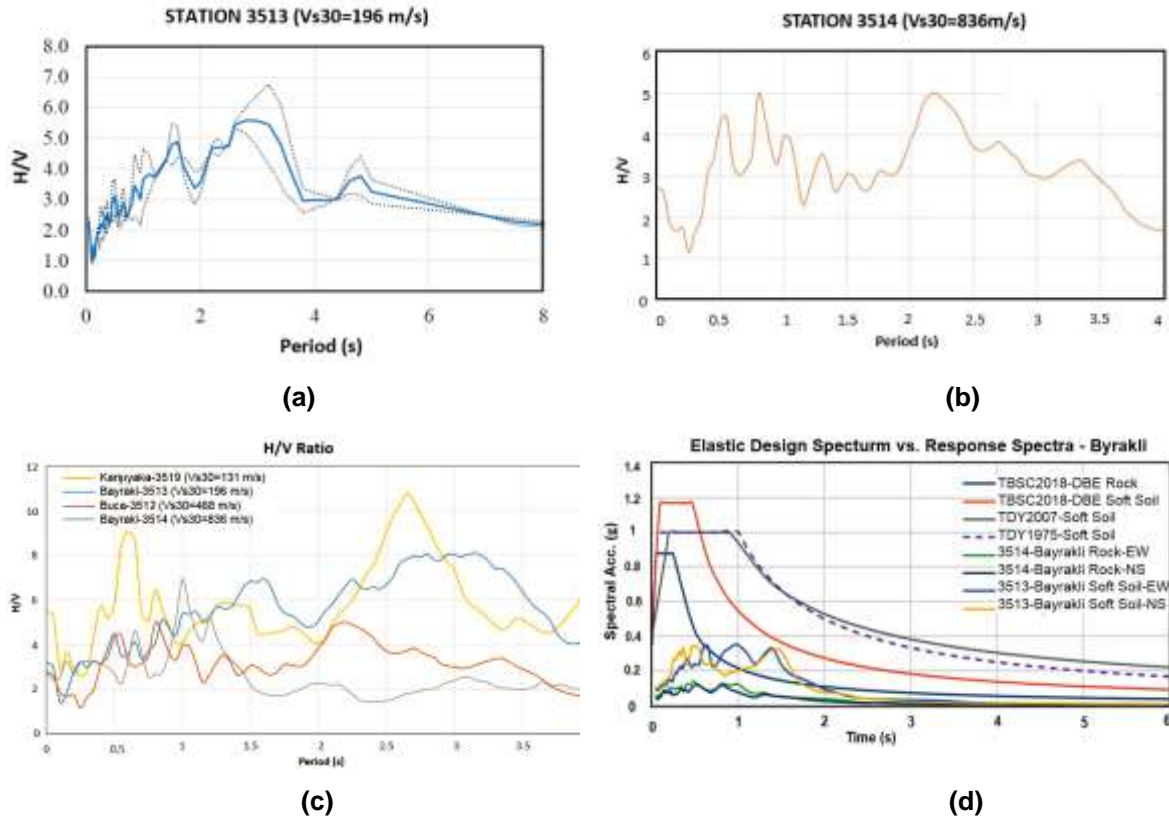 STATION 3513 (Vs30=196 m/s)
8.0
7.0
6.0
5.0
4.0
3.0
2.0
1.0
0.0
H/V
0 2 4 6 8
Period (s)
(a)
STATION 3514 (Vs30=836m/s)
6
5
4
3
2
1
0
H/V
0 0.5 1 1.5 2 2.5 3 3.5 4
Period (s)
(b)
H/V Ratio
12
10
8
6
4
2
0
H/V
Karşıyaka-3519 (Vs30=131 m/s)
Bayraklı-3513 (Vs30=196 m/s)
Buca-3512 (Vs30=468 m/s)
Bayraklı-3514 (Vs30=836 m/s)
0 0.5 1 1.5 2 2.5 3 3.5
Period (s)
(c)
Elastic Design Specturm vs. Response Spectra - Byrakli
1.4
1.2
1
0.8
0.6
0.4
0.2
0
Spectral Acc. (g)
TBSC2018-DBE Rock
TBSC2018-DBE Soft Soil
TDY2007-Soft Soil
TDY1975-Soft Soil
3514-Bayrakli Rock-EW
3514-Bayrakli Rock-NS
3513-Bayrakli Soft Soil-EW
3513-Bayrakli Soft Soil-NS
0 1 2 3 4 5 6
Time (s)
(d)